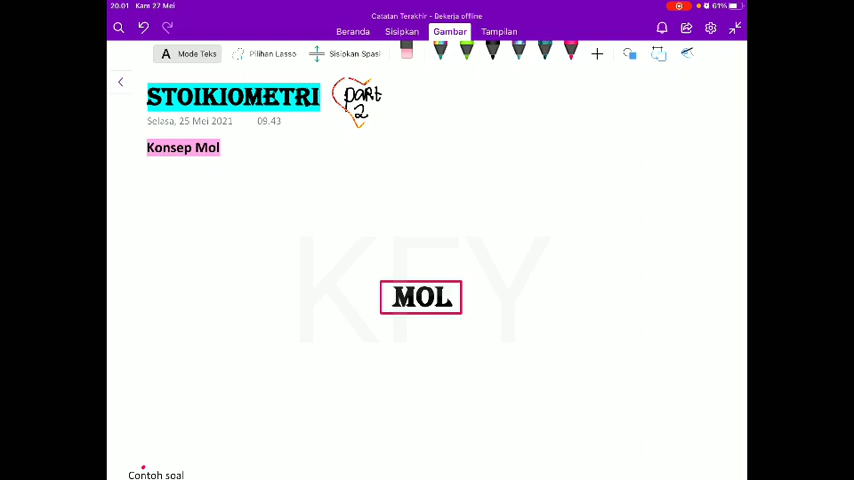 20.01 Kam 27 Mei
61%
Catatan Terakhir - Bekerja offline
Beranda Sisipkan Gambar Tampilan
A Mode Teks Pilihan Lasso Sisipkan Spasi
STOIKIOMETRI
part
2
Selasa, 25 Mei 2021 09.43
Konsep Mol
KFY
MOL
Contoh soal